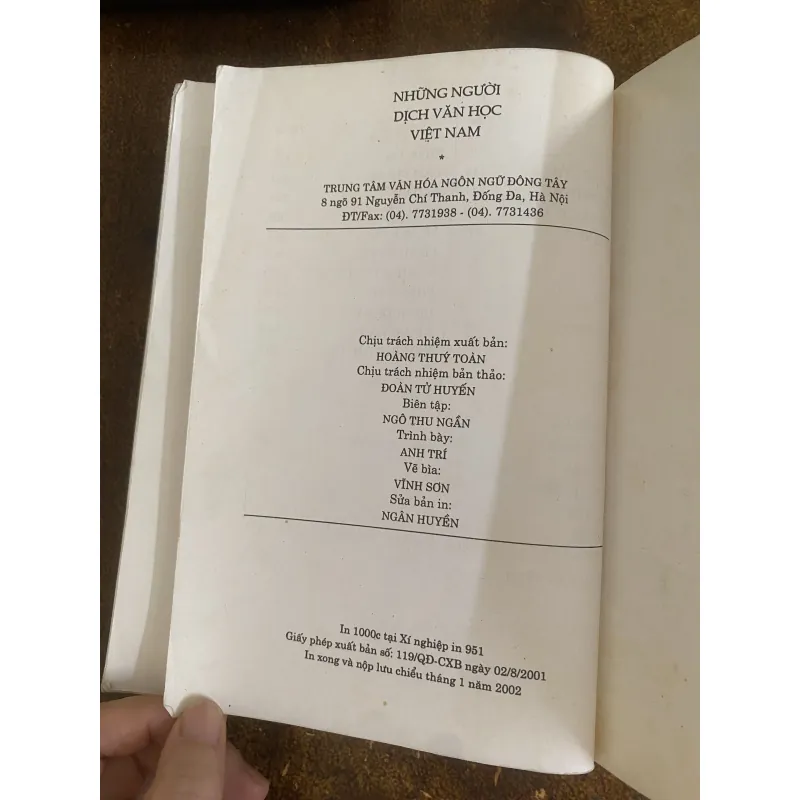 NHỮNG NGƯỜI
DỊCH VĂN HỌC
VIỆT NAM
*
TRUNG TÂM VĂN HÓA NGÔN NGỮ ĐÔNG TÂY
8 ngõ 91 Nguyễn Chí Thanh, Đống Đa, Hà Nội
ĐT/Fax: (04). 7731938 - (04). 7731436
Chịu trách nhiệm xuất bản:
HOÀNG THUÝ TOÀN
Chịu trách nhiệm bản thảo:
ĐOÀN TỬ HUYẾN
Biên tập:
NGÔ THU NGẦN
Trình bày:
ANH TRÍ
Vẽ bìa:
VĨNH SƠN
Sửa bản in:
NGÂN HUYỀN
In 1000c tại Xí nghiệp in 951
Giấy phép xuất bản số: 119/QĐ-CXB ngày 02/8/2001
In xong và nộp lưu chiểu tháng 1 năm 2002